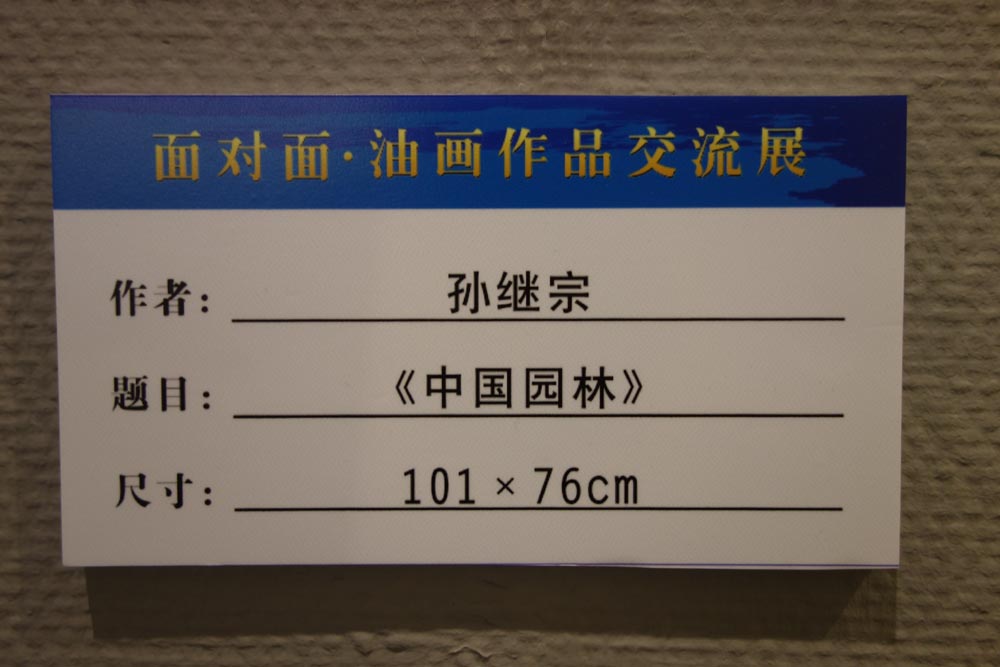 面对面·油画作品交流展
作者：孙继宗
题目：《中国园林》
尺寸：101×76cm